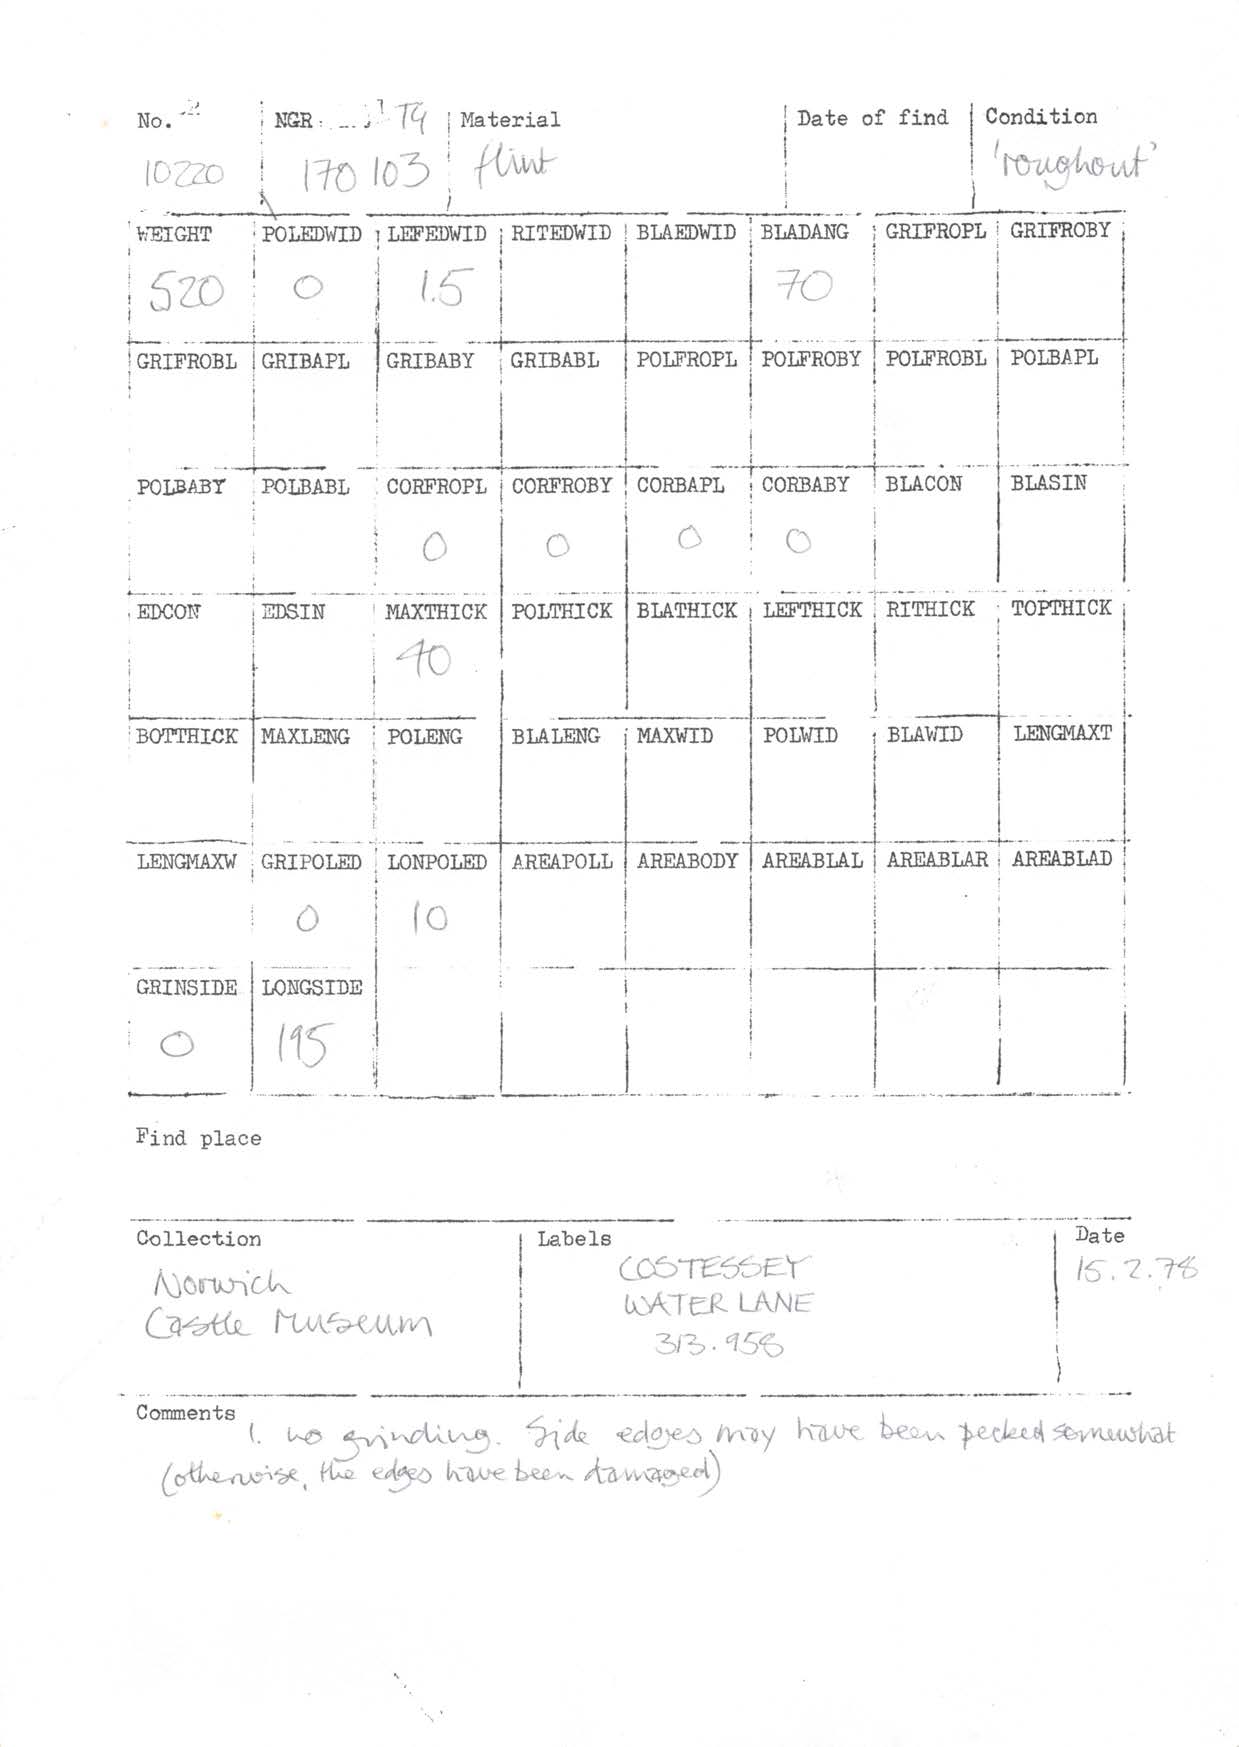 No. NGR TG Material Date of find Condition
10220 170 103 flint 'roughout'
WEIGHT POLEDWID LEFEDWID RITEDWID BLAEDWID BLADANG GRIFROPL GRIFROBY
520 0 1.5 70
GRIFROBL GRIBAPL GRIBABY GRIBABL POLFROPL POLFROBY POLFROBL POLBAPL
POLBABY POLBABL CORFROPL CORFROBY CORBAPL CORBABY BLACON BLASIN
0 0 0 0
EDCON EDSIN MAXTHICK POLTHICK BLATHICK LEFTHICK RITHICK TOPTHICK
40
BOTTHICK MAXLENG POLENG BLALENG MAXWID POLWID BLAWID LENGMAXT
LENGMAXW GRIPOLED LONPOLED AREAPOLL AREABODY AREABLAL AREABLAR AREABLAD
0 10
GRINSIDE LONGSIDE
0 195
Find place
Collection Labels Date
Norwich COSTESSEY 15.2.78
Castle Museum WATER LANE
313.958
Comments
1. no grinding. Side edges may have been pecked somewhat
(otherwise, the edges have been damaged)